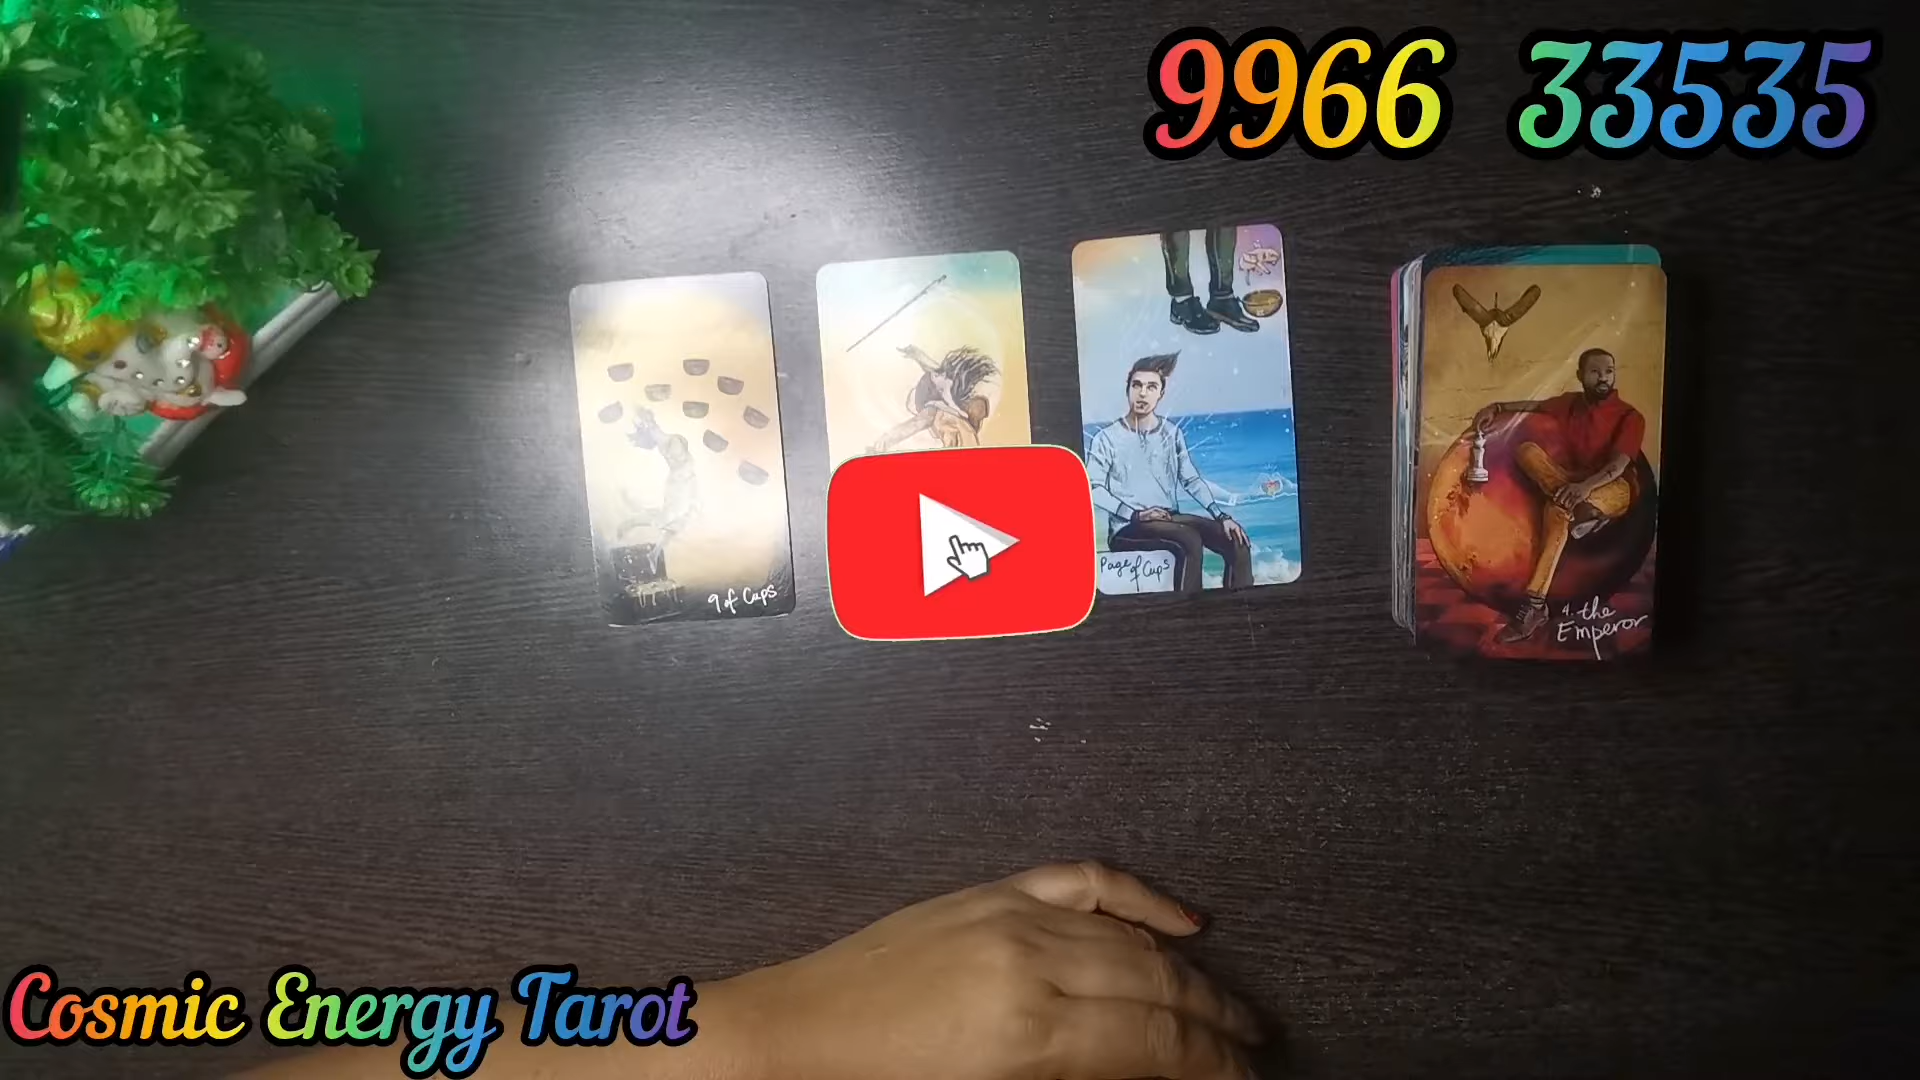 9966 33535
9 of Cups
Page of Cups
4. the
Emperor
Cosmic Energy Tarot